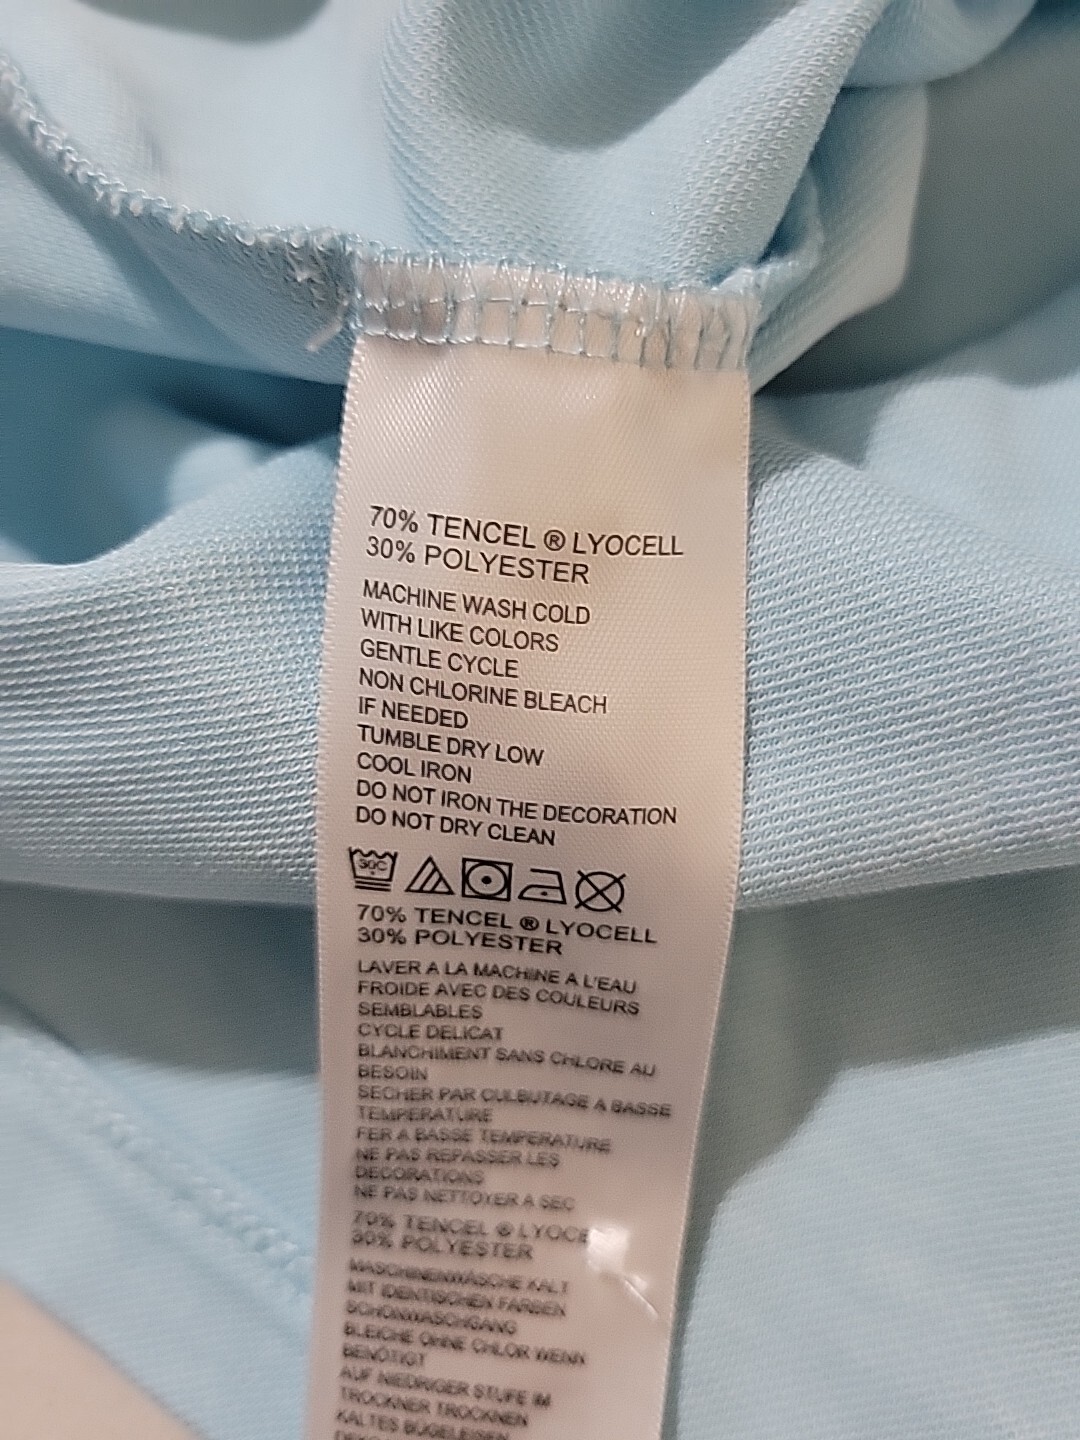 70% TENCEL ® LYOCELL
30% POLYESTER
MACHINE WASH COLD
WITH LIKE COLORS
GENTLE CYCLE
NON CHLORINE BLEACH
IF NEEDED
TUMBLE DRY LOW
COOL IRON
DO NOT IRON THE DECORATION
DO NOT DRY CLEAN
30C
70% TENCEL ® LYOCELL
30% POLYESTER
LAVER A LA MACHINE A L'EAU
FROIDE AVEC DES COULEURS
SEMBLABLES
CYCLE DELICAT
BLANCHIMENT SANS CHLORE AU
BESOIN
SECHER PAR CULBUTAGE A BASSE
TEMPERATURE
FER A BASSE TEMPERATURE
NE PAS REPASSER LES
DECORATIONS
NE PAS NETTOYER A SEC
70% TENCEL ® LYOCE
30% POLYESTER
MASCHINENWÄSCHE KALT
MIT IDENTISCHEN FARBEN
SCHONWASCHGANG
BLEICHE OHNE CHLOR WENN
BENÖTIGT
AUF NIEDRIGER STUFE IM
TROCKNER TROCKNEN
KALTES BÜGELEISEN